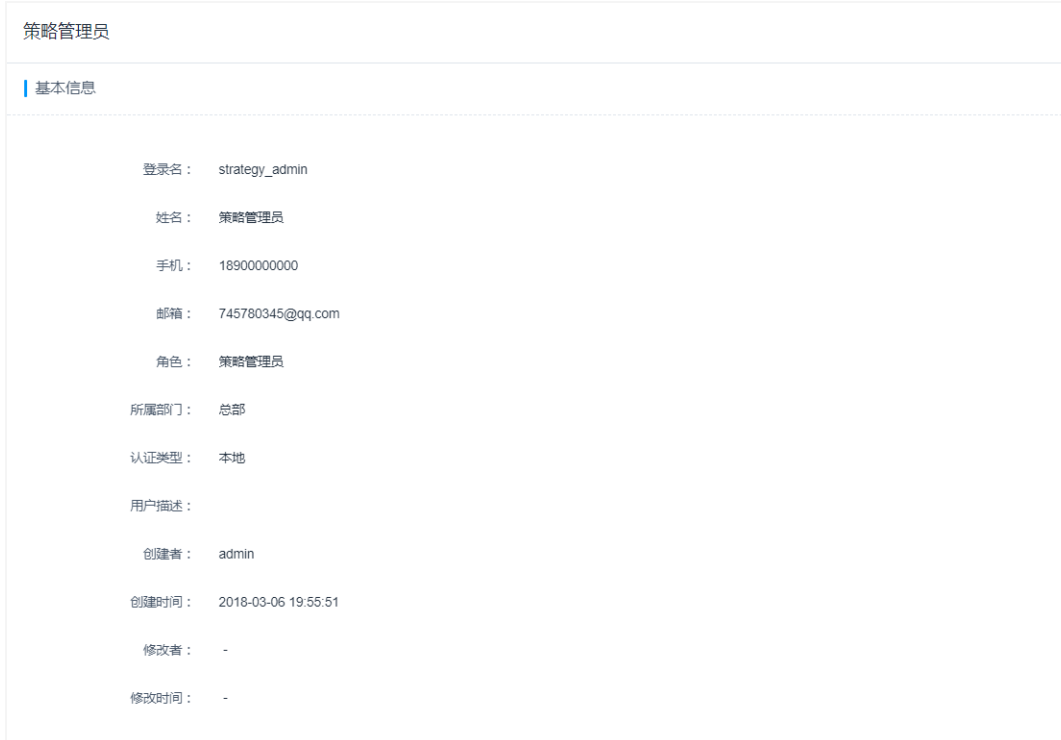 策略管理员
基本信息
登录名： strategy_admin
姓名： 策略管理员
手机： 18900000000
邮箱： 745780345@qq.com
角色： 策略管理员
所属部门： 总部
认证类型： 本地
用户描述：
创建者： admin
创建时间： 2018-03-06 19:55:51
修改者： -
修改时间： -